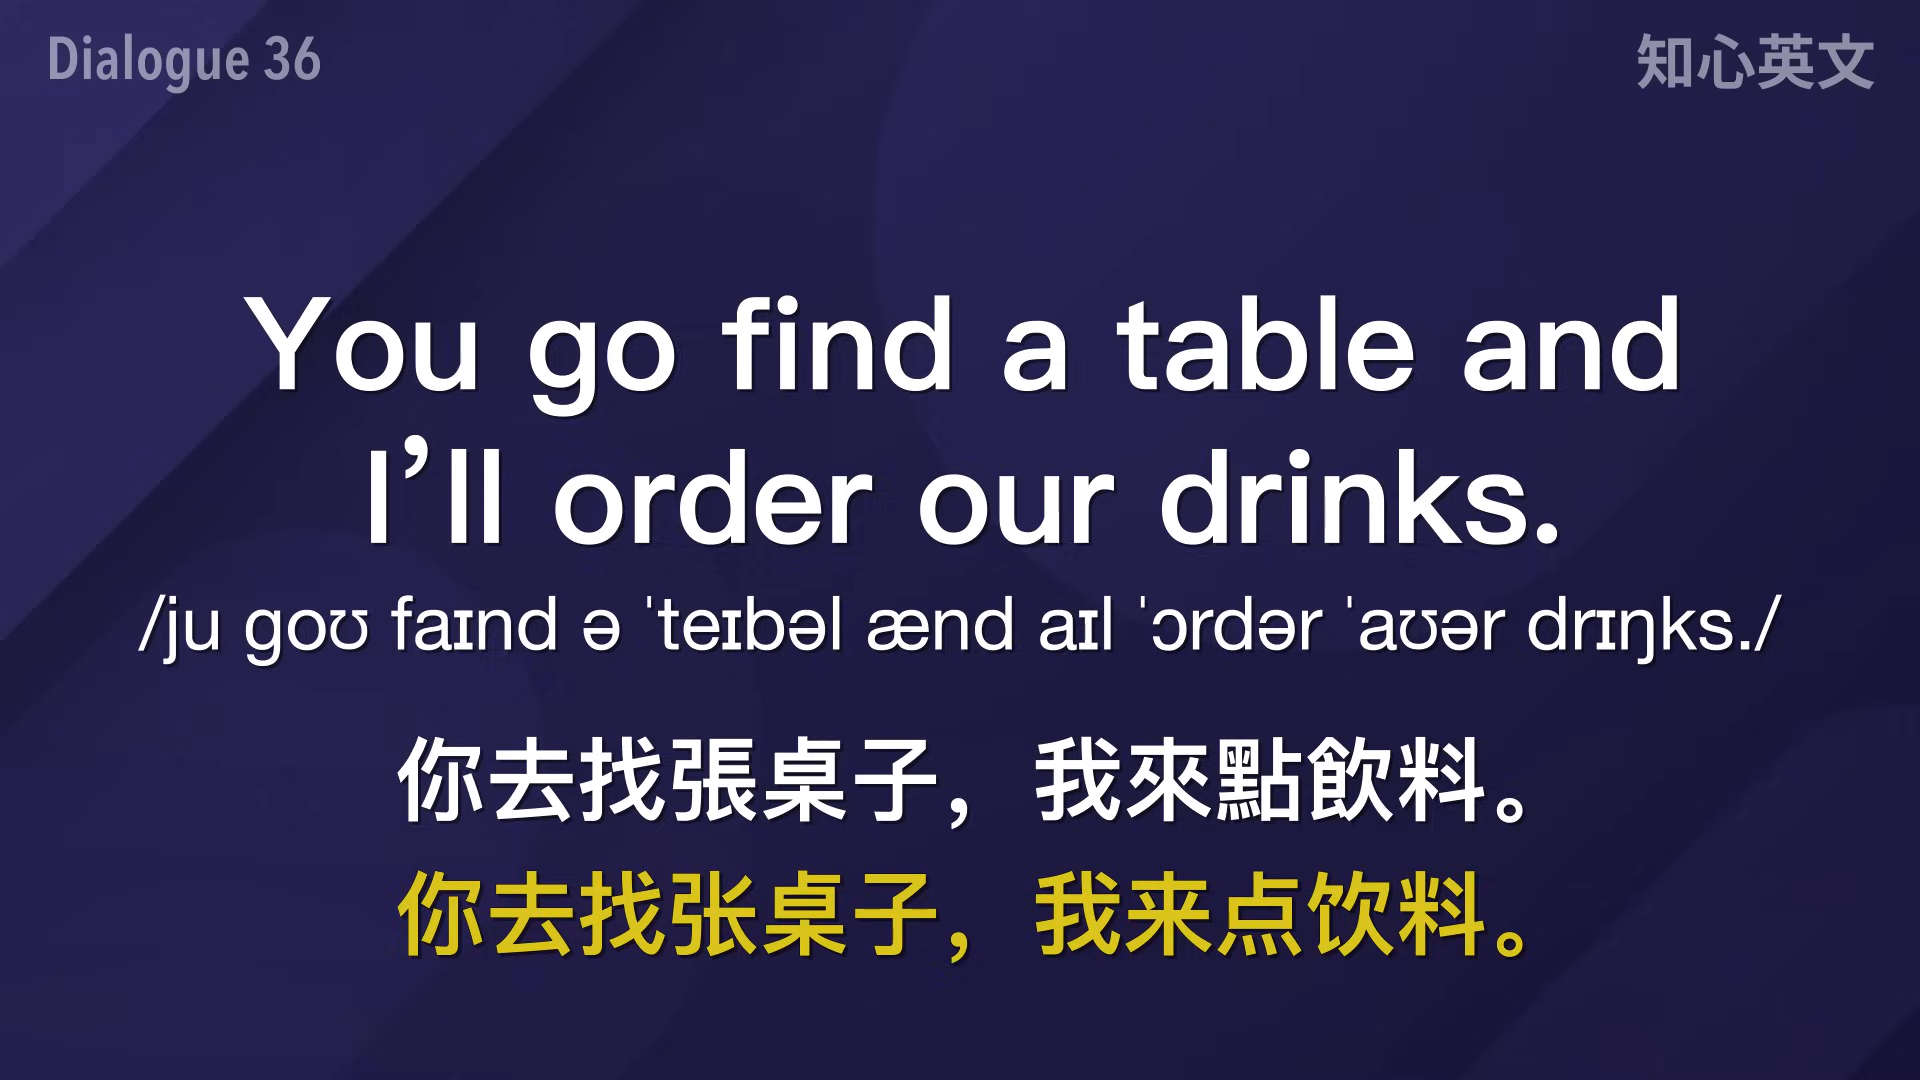 Dialogue 36
知心英文
You go find a table and
I’ll order our drinks.
/ju goʊ faɪnd ə ˈteɪbəl ænd aɪl ˈɔrdər ˈaʊər drɪŋks./
你去找張桌子，我來點飲料。
你去找张桌子，我来点饮料。